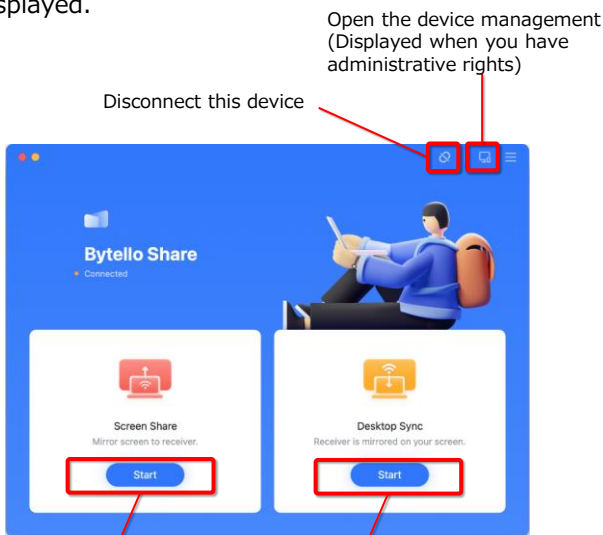 splayed.
Open the device management
(Displayed when you have
administrative rights)
Disconnect this device
Bytello Share
Connected
Screen Share
Mirror screen to receiver.
Start
Desktop Sync
Receiver is mirrored on your screen.
Start